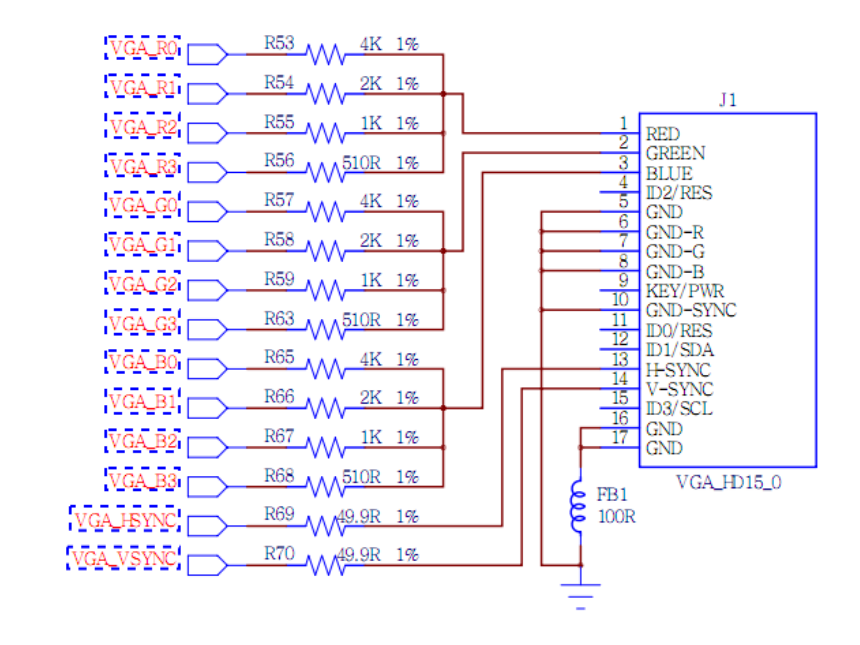 VGA_R0 R53 4K 1%
VGA_R1 R54 2K 1%
VGA_R2 R55 1K 1%
VGA_R3 R56 510R 1%
VGA_G0 R57 4K 1%
VGA_G1 R58 2K 1%
VGA_G2 R59 1K 1%
VGA_G3 R63 510R 1%
VGA_B0 R65 4K 1%
VGA_B1 R66 2K 1%
VGA_B2 R67 1K 1%
VGA_B3 R68 510R 1%
VGA_HSYNC R69 49.9R 1%
VGA_VSYNC R70 49.9R 1%
J1
1 RED
2 GREEN
3 BLUE
4 ID2/RES
5 GND
6 GND-R
7 GND-G
8 GND-B
9 KEY/PWR
10 GND-SYNC
11 ID0/RES
12 ID1/SDA
13 H-SYNC
14 V-SYNC
15 ID3/SCL
16 GND
17 GND
VGA_HD15_0
FB1
100R